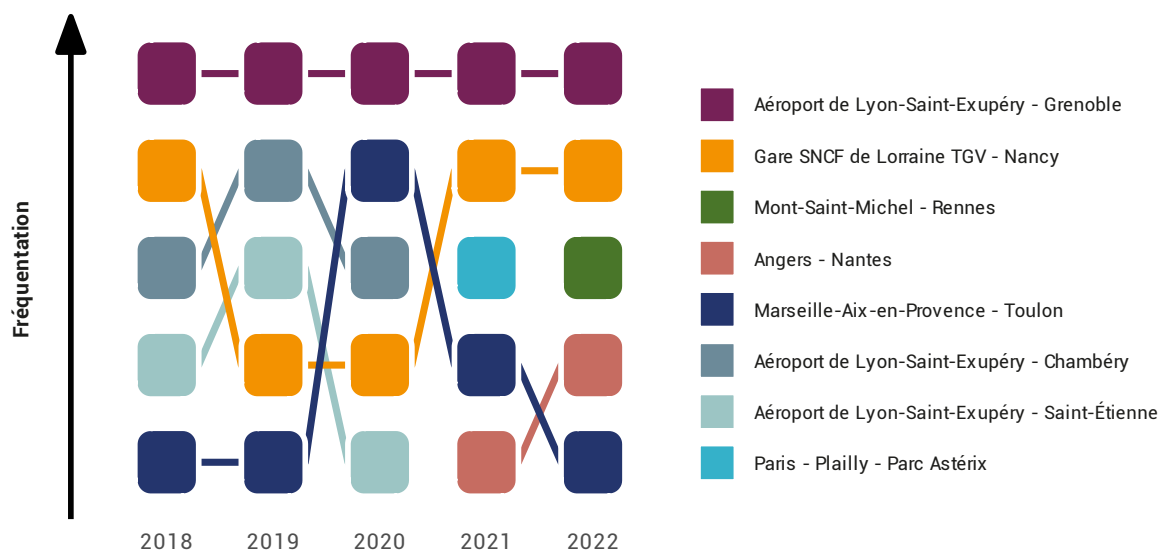 Fréquentation
Aéroport de Lyon-Saint-Exupéry - Grenoble
Gare SNCF de Lorraine TGV - Nancy
Mont-Saint-Michel - Rennes
Angers - Nantes
Marseille-Aix-en-Provence - Toulon
Aéroport de Lyon-Saint-Exupéry - Chambéry
Aéroport de Lyon-Saint-Exupéry - Saint-Étienne
Paris - Plailly - Parc Astérix
2018 2019 2020 2021 2022